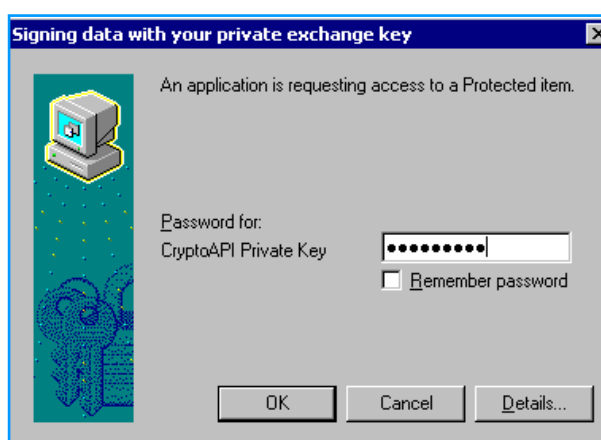 Signing data with your private exchange key
An application is requesting access to a Protected item.
Password for:
CryptoAPI Private Key
●●●●●●●●●
Remember password
OK
Cancel
Details...